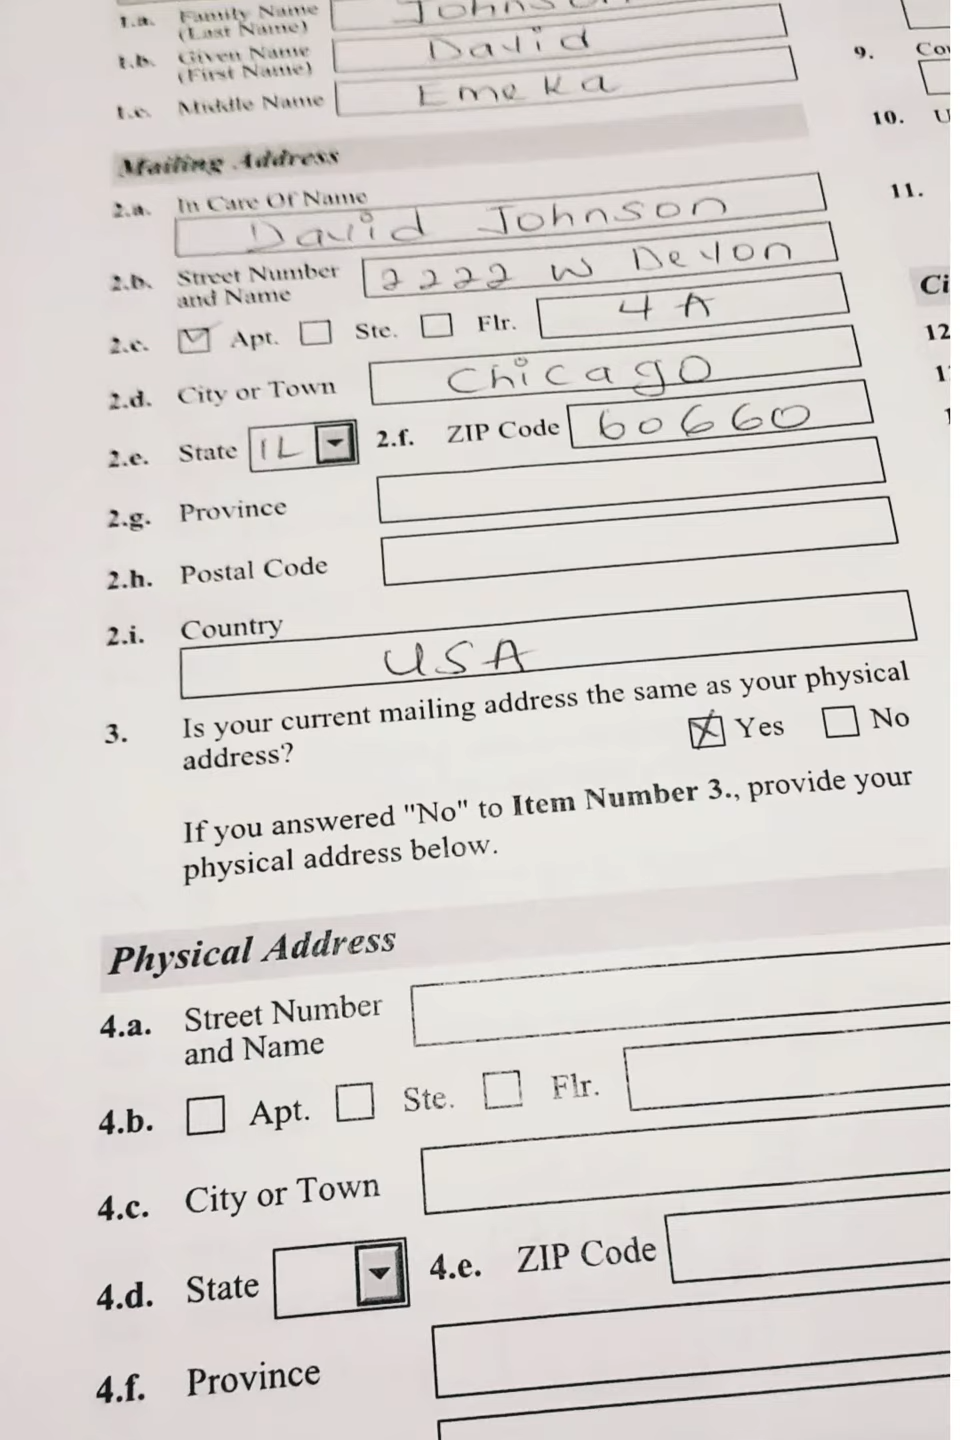 1.a. Family Name
(Last Name) Johnson
1.b. Given Name
(First Name) David
1.c. Middle Name Emeka
Mailing Address
2.a. In Care Of Name
David Johnson
2.b. Street Number
and Name 2222 W Devon
2.c. Apt. Ste. Flr. 4 A
2.d. City or Town Chicago
2.e. State IL 2.f. ZIP Code 60660
2.g. Province
2.h. Postal Code
2.i. Country
USA
3. Is your current mailing address the same as your physical
address? Yes No
If you answered "No" to Item Number 3., provide your
physical address below.
Physical Address
4.a. Street Number
and Name
4.b. Apt. Ste. Flr.
4.c. City or Town
4.d. State 4.e. ZIP Code
4.f. Province
9.
10.
11.
12